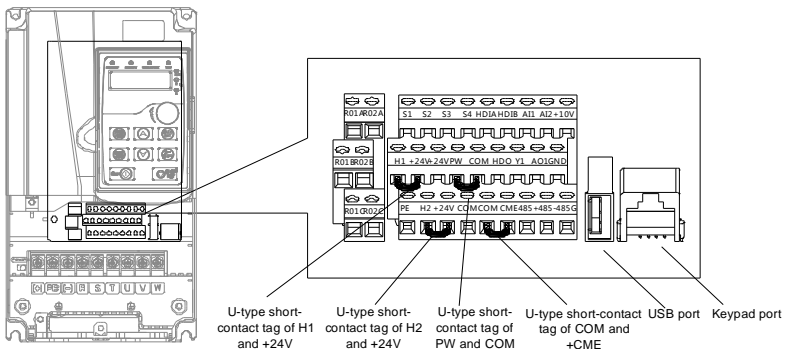 R01A R02A
S1 S2 S3 S4 HDIA HDIB AI1 AI2 +10V
R01B R02B
H1 +24V +24V PW COM HDO Y1 AO1 GND
R01C R02C
PE H2 +24V COM COM CME 485+ 485- 485G
(+) PB (-) R S T U V W
U-type short-
contact tag of H1
and +24V
U-type short-
contact tag of H2
and +24V
U-type short-
contact tag of
PW and COM
U-type short-contact
tag of COM and
+CME
USB port
Keypad port